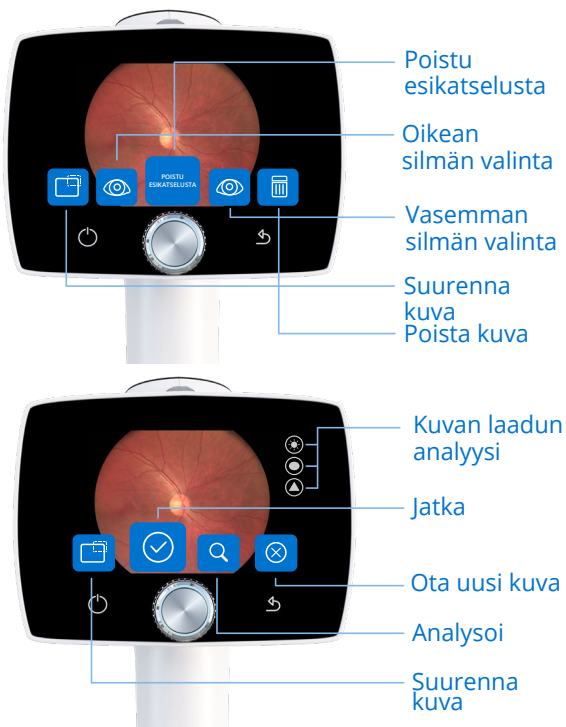 Poistu
esikatselusta
Oikean
silmän valinta
POISTU
ESIKATSELUSTA
Vasemman
silmän valinta
Suurenna
kuva
Poista kuva
Kuvan laadun
analyysi
Jatka
Ota uusi kuva
Analysoi
Suurenna
kuva